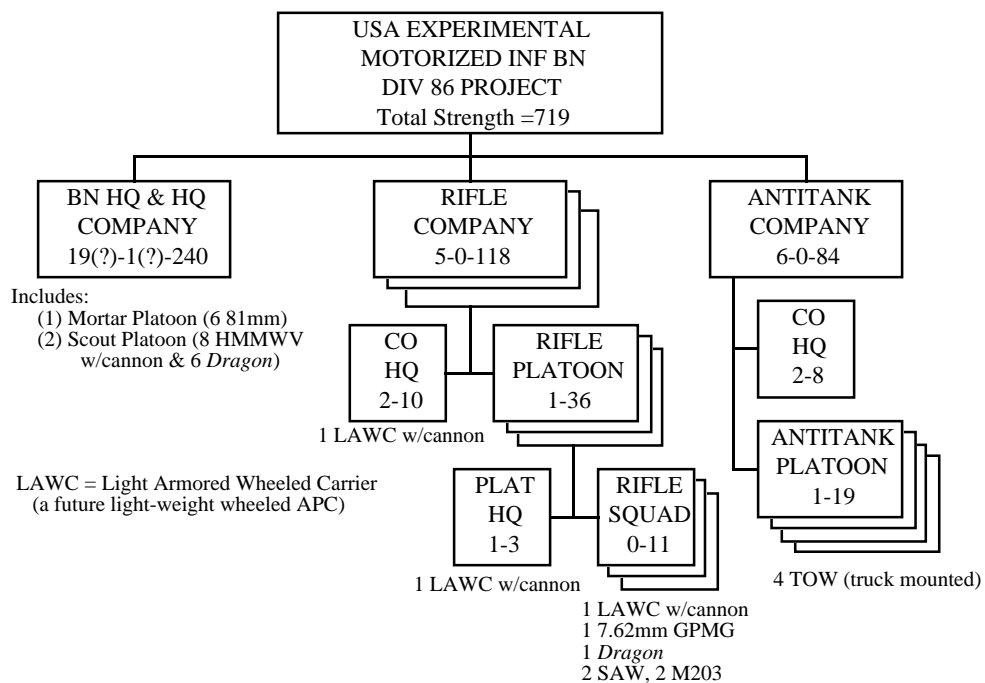 USA EXPERIMENTAL
MOTORIZED INF BN
DIV 86 PROJECT
Total Strength =719
BN HQ & HQ
COMPANY
19(?)-1(?)-240
RIFLE
COMPANY
5-0-118
ANTITANK
COMPANY
6-0-84
Includes:
(1) Mortar Platoon (6 81mm)
(2) Scout Platoon (8 HMMWV
w/cannon & 6 Dragon)
CO
HQ
2-10
1 LAWC w/cannon
RIFLE
PLATOON
1-36
CO
HQ
2-8
LAWC = Light Armored Wheeled Carrier
(a future light-weight wheeled APC)
PLAT
HQ
1-3
1 LAWC w/cannon
RIFLE
SQUAD
0-11
1 LAWC w/cannon
1 7.62mm GPMG
1 Dragon
2 SAW, 2 M203
ANTITANK
PLATOON
1-19
4 TOW (truck mounted)